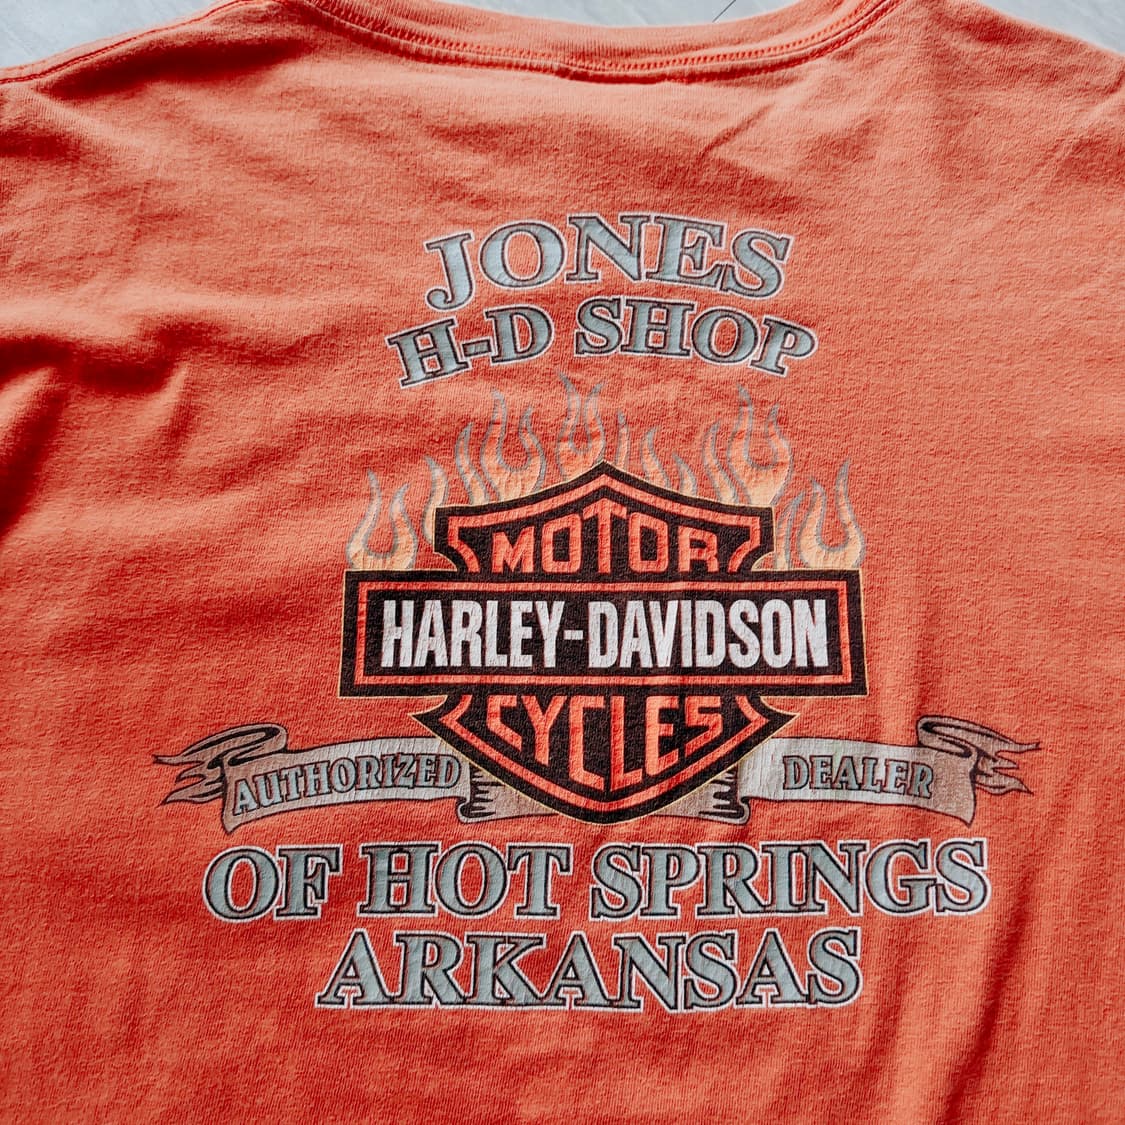 JONES
H-D SHOP
MOTOR
HARLEY-DAVIDSON
CYCLES
AUTHORIZED DEALER
OF HOT SPRINGS
ARKANSAS